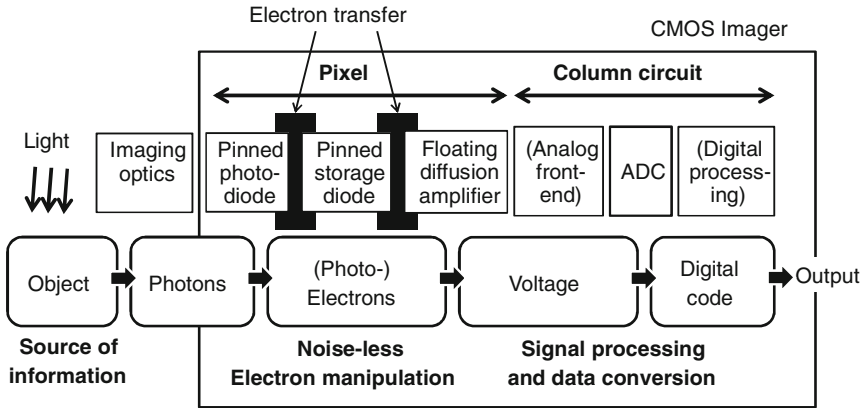 Electron transfer
CMOS Imager
Pixel
Column circuit
Light
Imaging
optics
Pinned
photo-
diode
Pinned
storage
diode
Floating
diffusion
amplifier
(Analog
front-
end)
ADC
(Digital
process-
ing)
Object
Photons
(Photo-)
Electrons
Voltage
Digital
code
Output
Source of
information
Noise-less
Electron manipulation
Signal processing
and data conversion